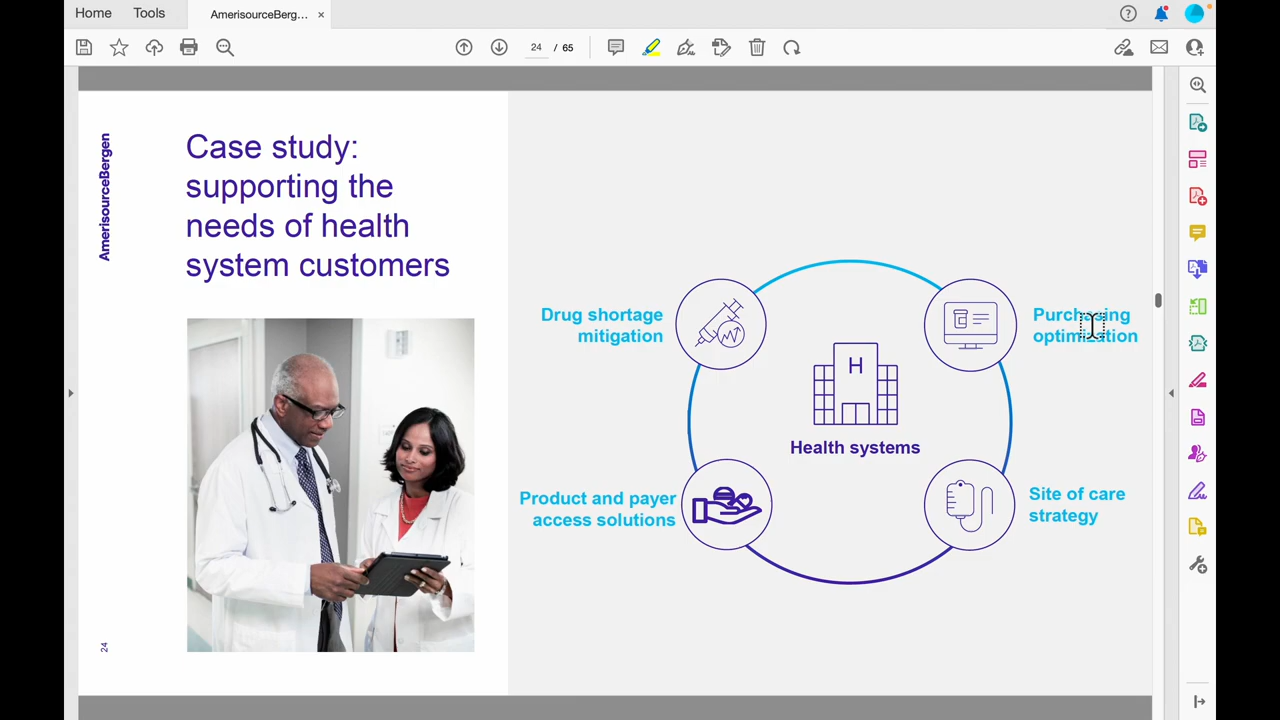 Home Tools AmerisourceBerg... ×
24 / 65
AmerisourceBergen
Case study:
supporting the
needs of health
system customers
Drug shortage
mitigation
Purchasing
optimization
H
Health systems
Product and payer
access solutions
Site of care
strategy
24